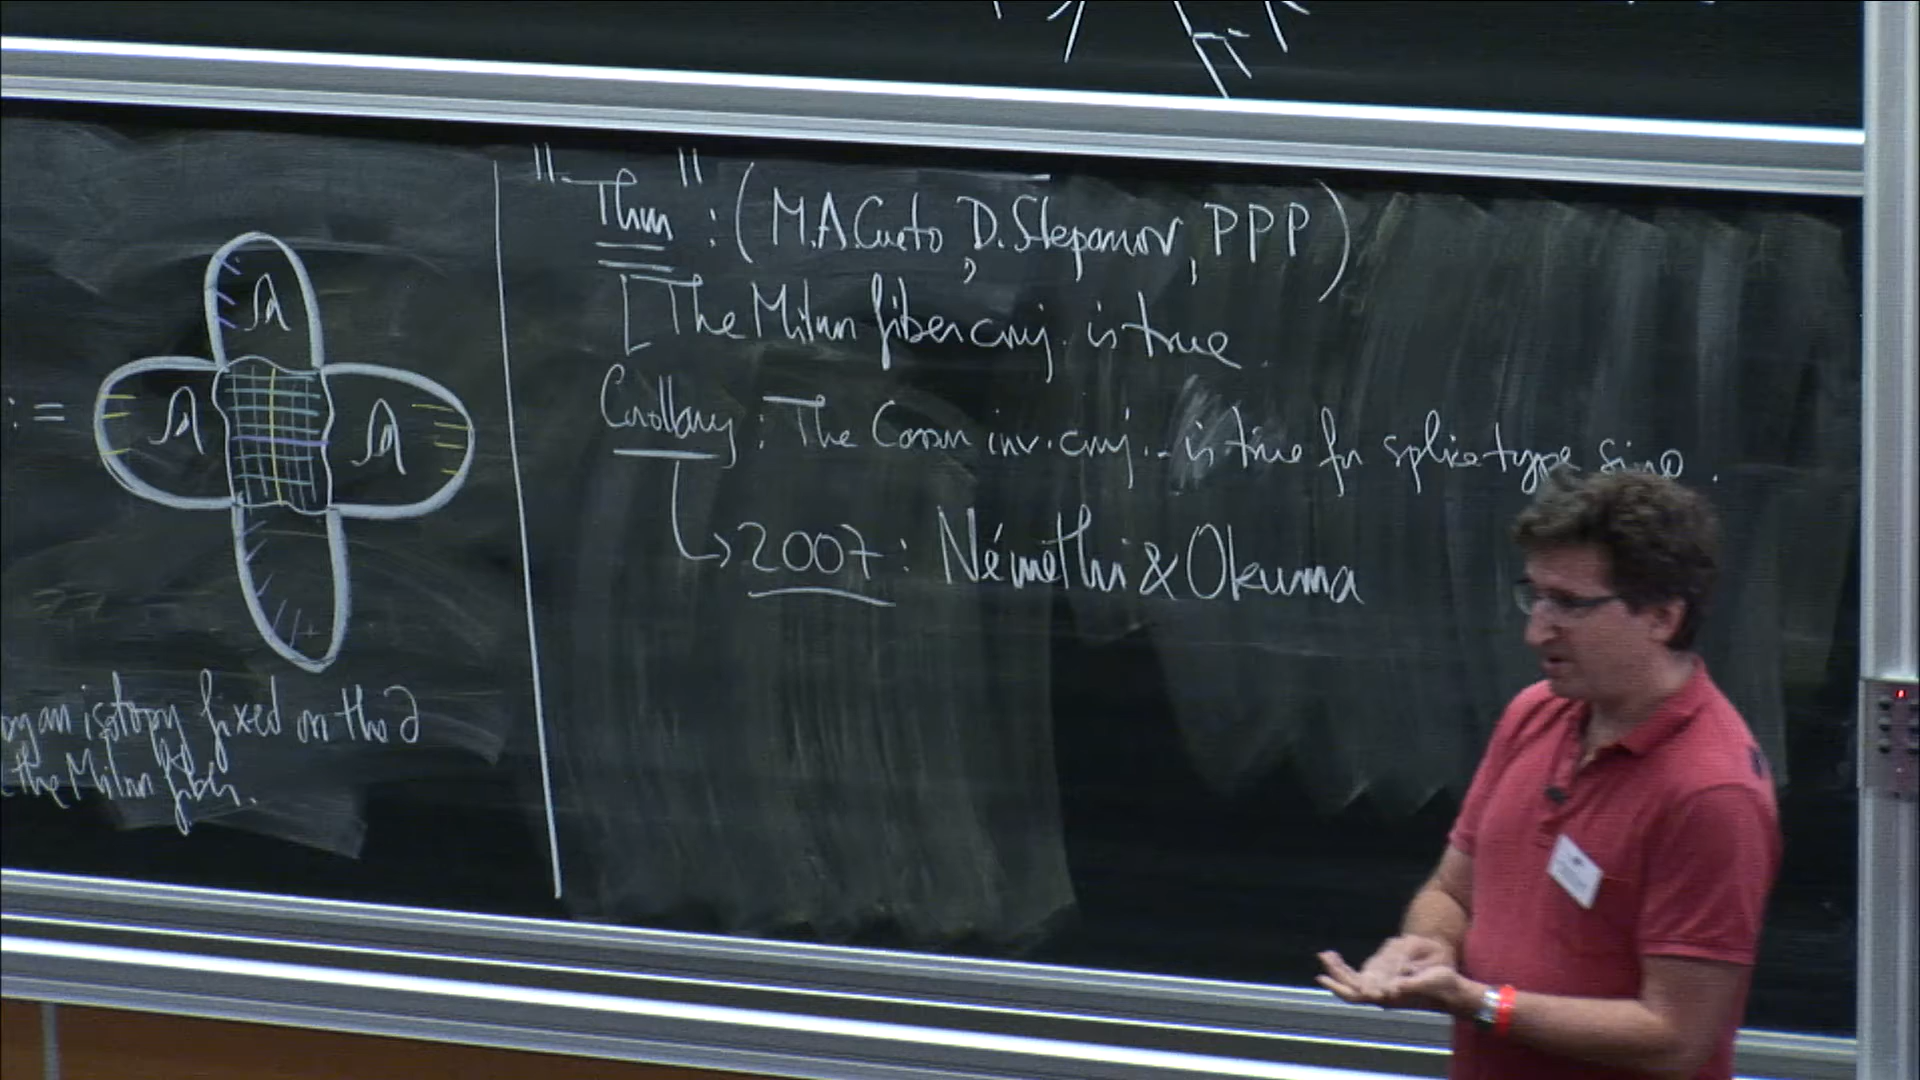 :=
"Thm" : (M.A.Cueto, D.Stepanov, PPP)
[The Milnor fiber conj. is true.
Corollary : The Casson inv. conj. is true for splice type sing.
→ 2007 : Némethi & Okuma
an isotopy fixed on the ∂
the Milnor fiber.